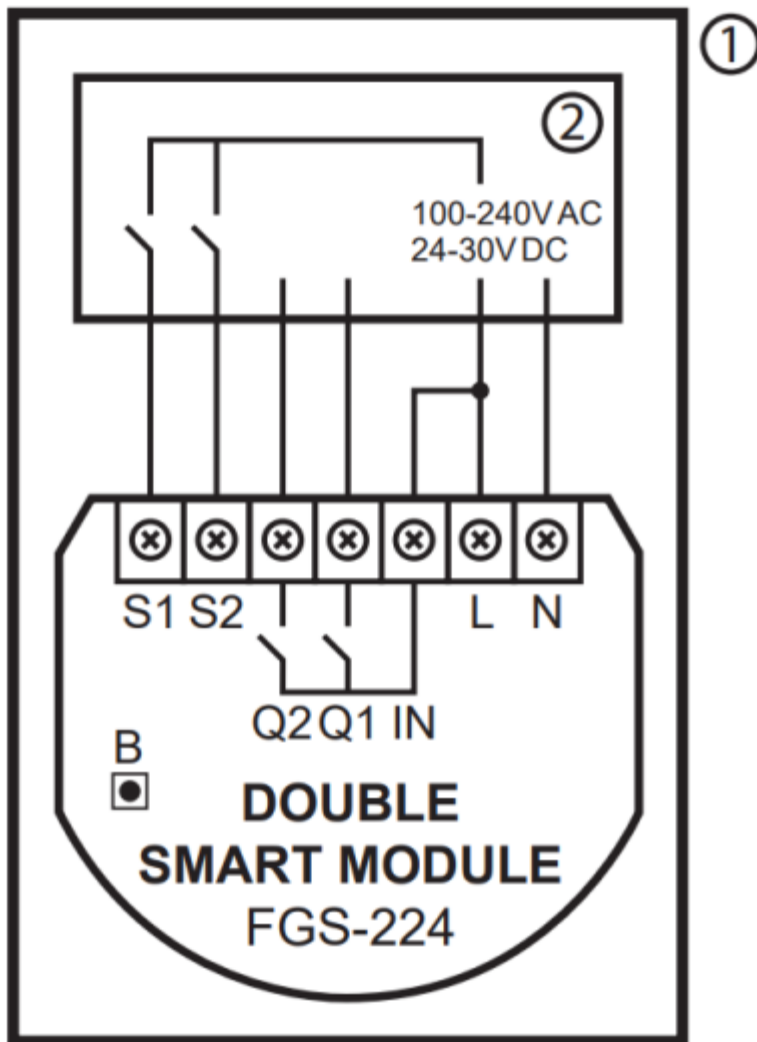 ①
②
100-240V AC
24-30V DC
S1 S2 L N
Q2 Q1 IN
B
DOUBLE
SMART MODULE
FGS-224